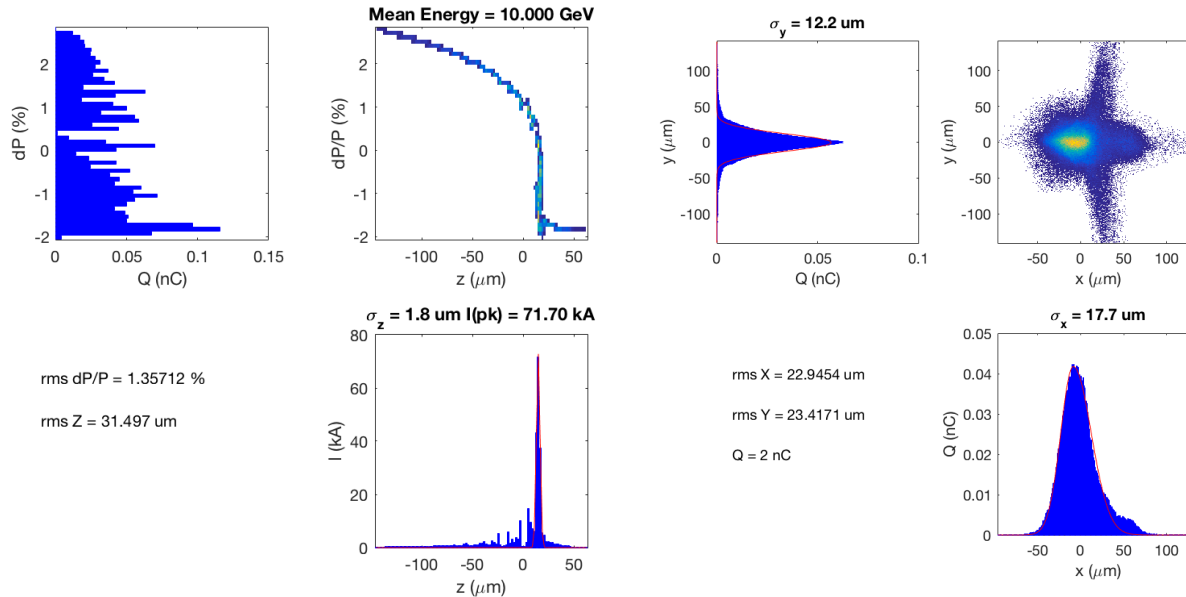 Mean Energy = 10.000 GeV
σy = 12.2 um
dP (%)
2
1
0
-1
-2
0
0.05
0.1
0.15
Q (nC)
dP/P (%)
2
1
0
-1
-2
-100
-50
0
50
z (μm)
y (μm)
100
50
0
-50
-100
0
0.05
0.1
Q (nC)
y (μm)
100
50
0
-50
-100
-50
0
50
100
x (μm)
σz = 1.8 um I(pk) = 71.70 kA
σx = 17.7 um
rms dP/P = 1.35712 %
rms Z = 31.497 um
I (kA)
80
60
40
20
0
-100
-50
0
50
z (μm)
rms X = 22.9454 um
rms Y = 23.4171 um
Q = 2 nC
Q (nC)
0.05
0.04
0.03
0.02
0.01
0
-50
0
50
100
x (μm)